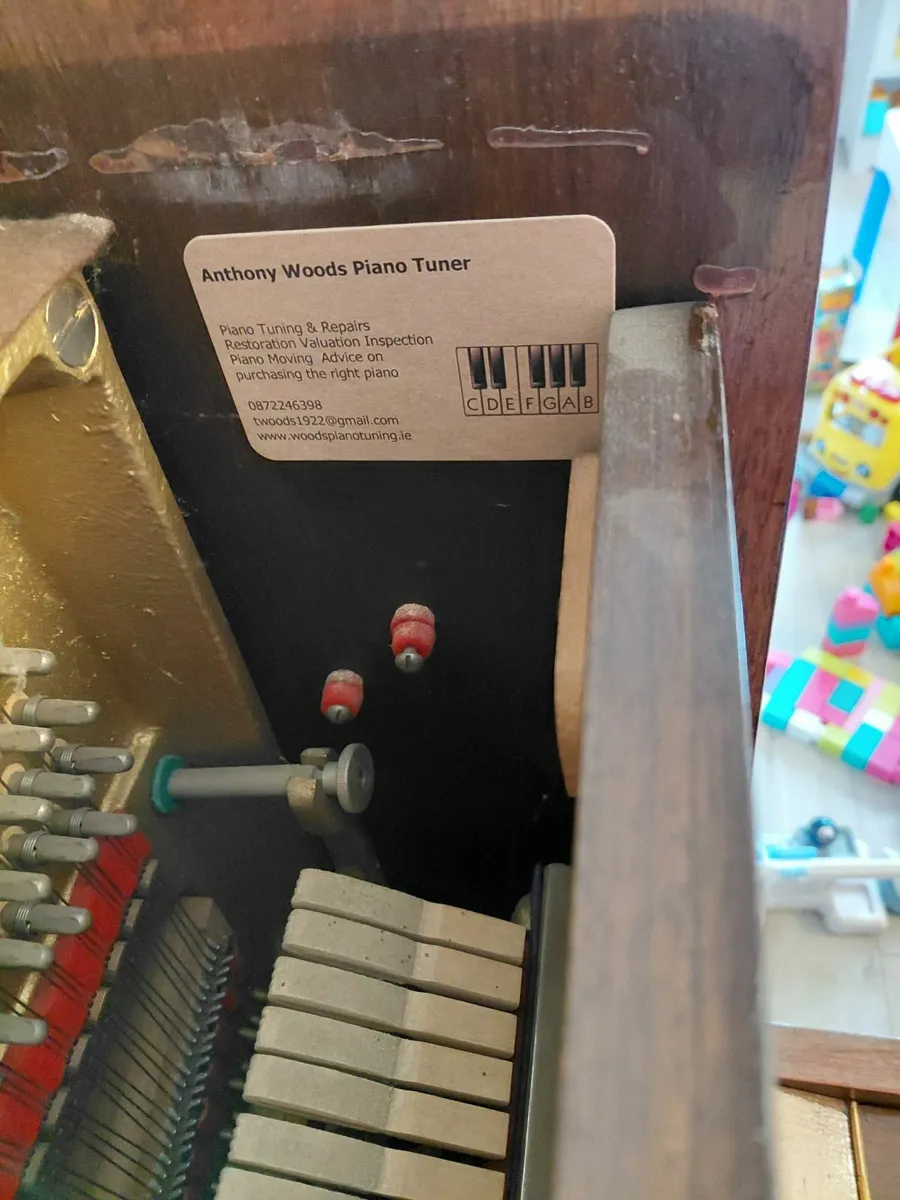 Anthony Woods Piano Tuner
Piano Tuning & Repairs
Restoration Valuation Inspection
Piano Moving Advice on
purchasing the right piano
0872246398
twoods1922@gmail.com
www.woodspianotuning.ie
C D E F G A B